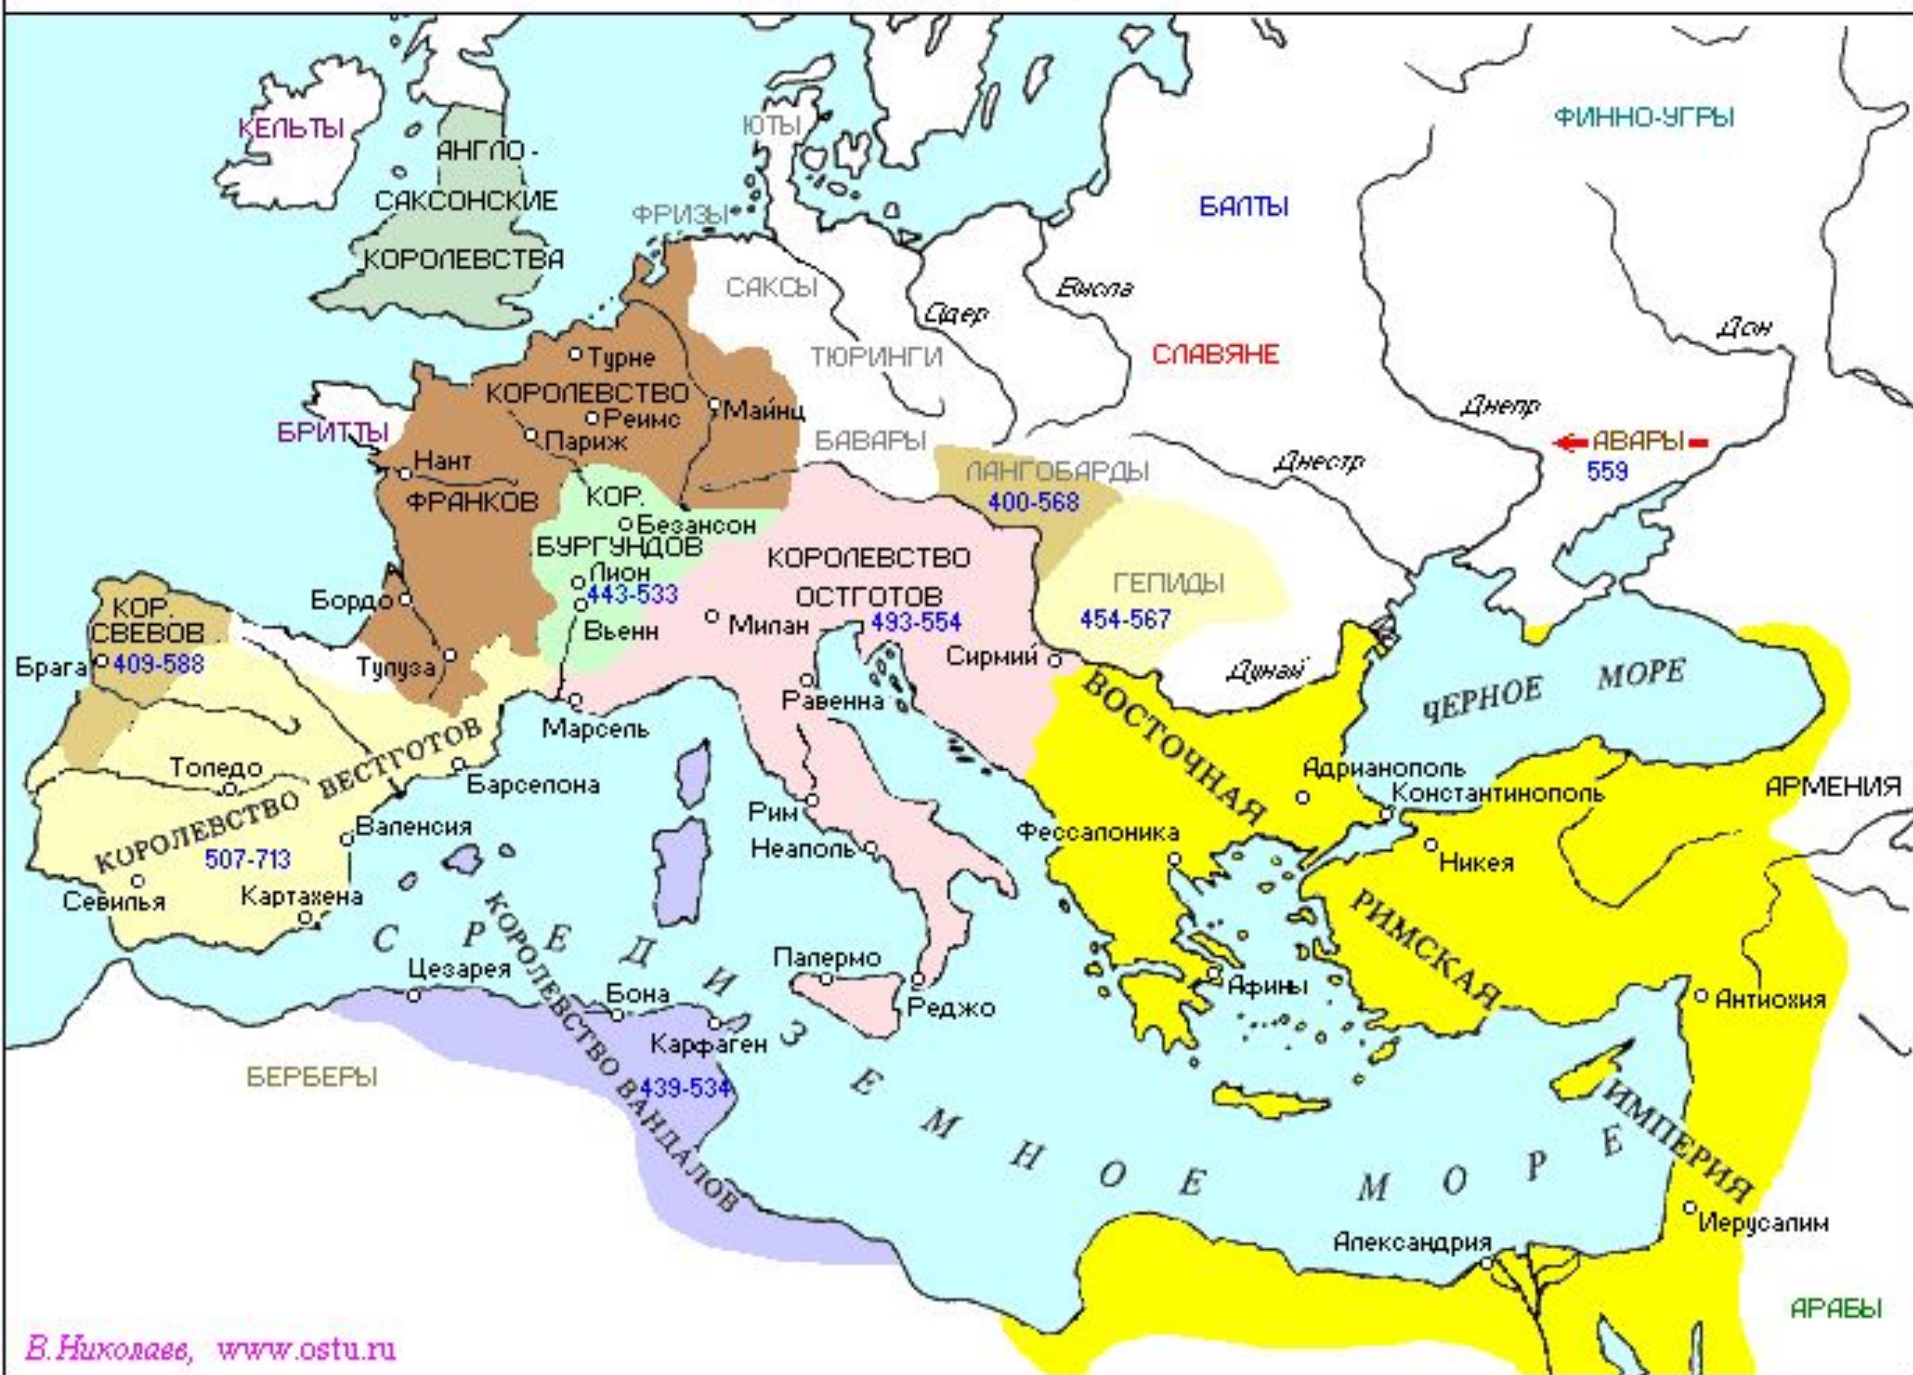 КЕЛЬТЫ
АНГЛО -
САКСОНСКИЕ
КОРОЛЕВСТВА
ЮТЫ
ФРИЗЫ
САКСЫ
ТЮРИНГИ
БАВАРЫ
ФИННО-УГРЫ
БАЛТЫ
СЛАВЯНЕ
Одер
Висла
Дон
Днепр
Днестр
АВАРЫ
559
БРИТТЫ
Турне
КОРОЛЕВСТВО
Реимс
Париж
Майнц
Нант
ФРАНКОВ
ЛАНГОБАРДЫ
400-568
КОР.
Безансон
БУРГУНДОВ
Лион
443-533
Вьенн
КОРОЛЕВСТВО
ОСТГОТОВ
493-554
Милан
ГЕПИДЫ
454-567
Сирмий
Дунай
КОР.
СВЕВОВ
Брага
409-588
Бордо
Тулуза
Марсель
Равенна
ЧЕРНОЕ МОРЕ
Толедо
Барселона
Валенсия
КОРОЛЕВСТВО ВЕСТГОТОВ
507-713
Севилья
Картахена
Рим
Неаполь
Палермо
Реджо
ВОСТОЧНАЯ
РИМСКАЯ
ИМПЕРИЯ
Адрианополь
Константинополь
Никея
Фессалоника
Афины
АРМЕНИЯ
Антиохия
Цезарея
Бона
Карфаген
КОРОЛЕВСТВО ВАНДАЛОВ
439-534
БЕРБЕРЫ
СРЕДИЗЕМНОЕ МОРЕ
Александрия
Иерусалим
АРАБЫ
В.Николаев, www.ostu.ru